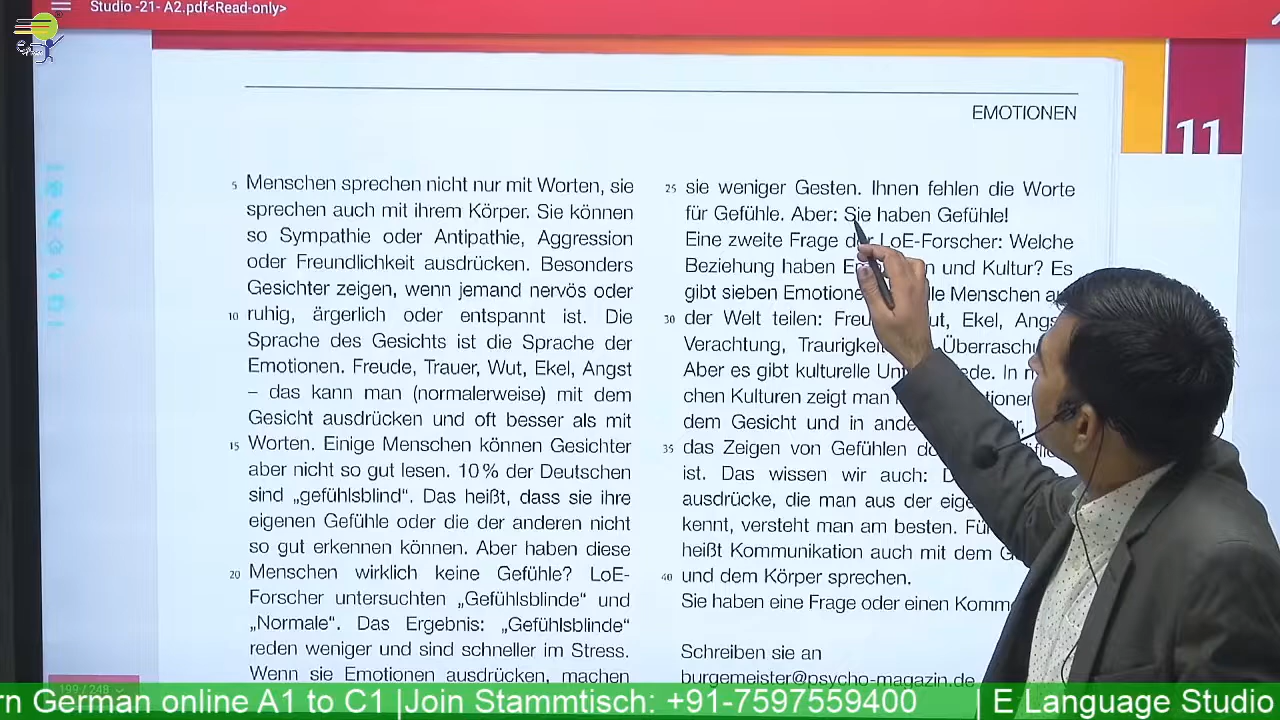 Studio -21- A2.pdf<Read-only>
EMOTIONEN
11
5 Menschen sprechen nicht nur mit Worten, sie
sprechen auch mit ihrem Körper. Sie können
so Sympathie oder Antipathie, Aggression
oder Freundlichkeit ausdrücken. Besonders
Gesichter zeigen, wenn jemand nervös oder
10 ruhig, ärgerlich oder entspannt ist. Die
Sprache des Gesichts ist die Sprache der
Emotionen. Freude, Trauer, Wut, Ekel, Angst
– das kann man (normalerweise) mit dem
Gesicht ausdrücken und oft besser als mit
15 Worten. Einige Menschen können Gesichter
aber nicht so gut lesen. 10 % der Deutschen
sind „gefühlsblind“. Das heißt, dass sie ihre
eigenen Gefühle oder die der anderen nicht
so gut erkennen können. Aber haben diese
20 Menschen wirklich keine Gefühle? LoE-
Forscher untersuchten „Gefühlsblinde“ und
„Normale“. Das Ergebnis: „Gefühlsblinde“
reden weniger und sind schneller im Stress.
Wenn sie Emotionen ausdrücken, machen
25 sie weniger Gesten. Ihnen fehlen die Worte
für Gefühle. Aber: Sie haben Gefühle!
Eine zweite Frage der LoE-Forscher: Welche
Beziehung haben und Kultur? Es
gibt sieben Menschen
30 der Welt teilen:
Verachtung,
Aber es gibt kulturelle In
chen Kulturen zeigt man
dem Gesicht und in
35 das Zeigen von Gefühlen
ist. Das wissen wir auch:
ausdrücke, die man aus der
kennt, versteht man am besten.
heißt Kommunikation auch mit dem
40 und dem Körper sprechen.
Sie haben eine Frage oder einen
Schreiben sie an
burgemeister@psycho-magazin.de
199 / 248
rn German online A1 to C1 |Join Stammtisch: +91-7597559400 | E Language Studio